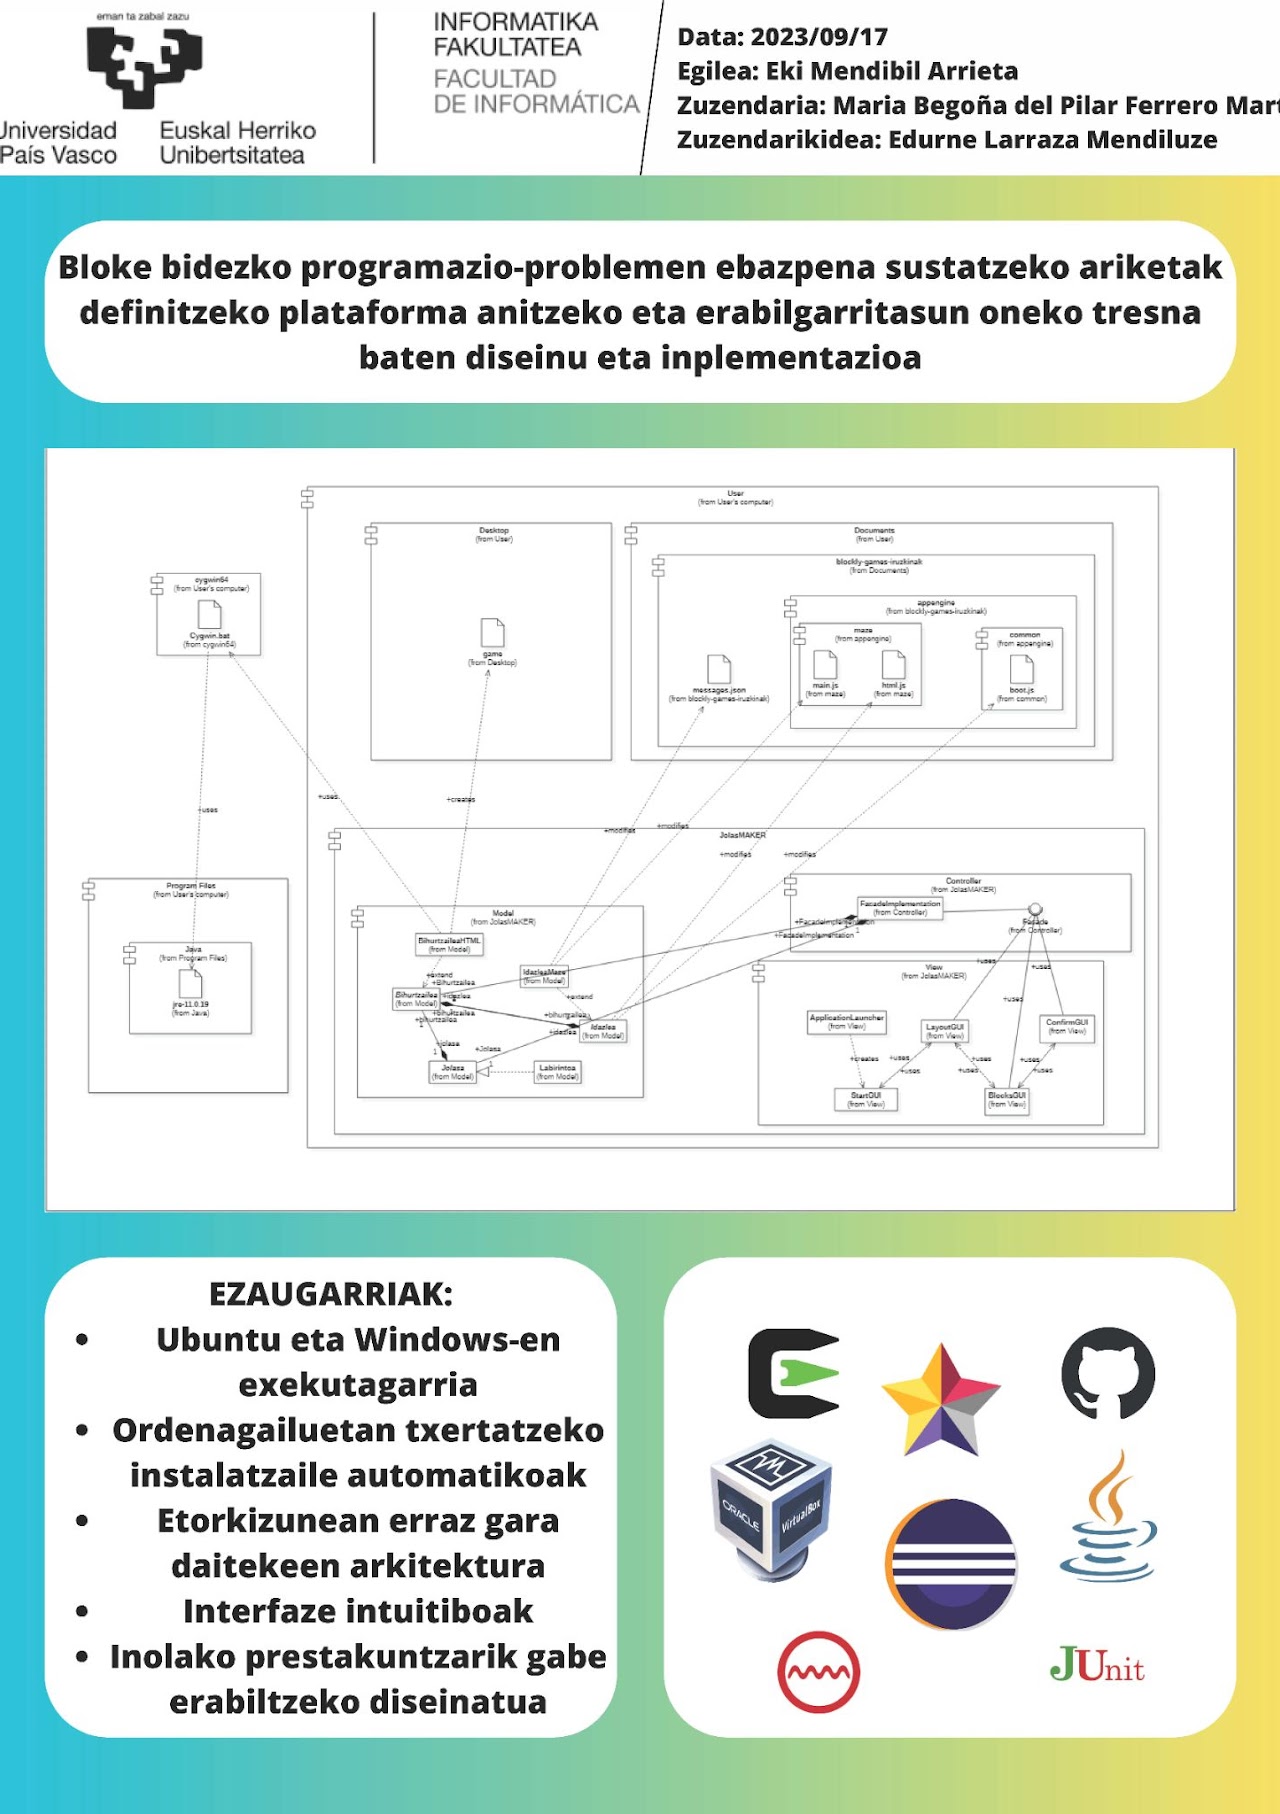 eman ta zabal zazu
Universidad
País Vasco
Euskal Herriko
Unibertsitatea
INFORMATIKA
FAKULTATEA
FACULTAD
DE INFORMÁTICA
Data: 2023/09/17
Egilea: Eki Mendibil Arrieta
Zuzendaria: Maria Begoña del Pilar Ferrero Mart
Zuzendarikidea: Edurne Larraza Mendiluze
Bloke bidezko programazio-problemen ebazpena sustatzeko ariketak
definitzeko plataforma anitzeko eta erabilgarritasun oneko tresna
baten diseinu eta inplementazioa
User
(from User's computer)
Desktop
(from User)
game
(from Desktop)
Documents
(from User)
blockly-games-iruzkinak
(from Documents)
appengine
(from blockly-games-iruzkinak)
maze
(from appengine)
main.js
(from maze)
html.js
(from maze)
common
(from appengine)
boot.js
(from common)
messages.json
(from blockly-games-iruzkinak)
cygwin64
(from User's computer)
Cygwin.bat
(from cygwin64)
+uses
+uses
+creates
+modifies
+modifies
+modifies
+modifies
JolasMAKER
Program Files
(from User's computer)
Java
(from Program Files)
jre-11.0.19
(from Java)
Model
(from JolasMAKER)
BihurtzaileaHTML
(from Model)
IdazleaMaze
(from Model)
+extend
+Bihurtzailea
Bihurtzailea
(from Model)
+idazlea
+bihurtzailea
+bihurtzailea
1
+extend
+bihurtzailea
+idazlea
Idazlea
(from Model)
+jolasa
1
+Jolasa
1
Jolasa
(from Model)
Labirintoa
(from Model)
Controller
(from JolasMAKER)
FacadeImplementation
(from Controller)
+FacadeImplementation
+FacadeImplementation
1
Facade
(from Controller)
View
(from JolasMAKER)
+uses
+uses
+uses
ApplicationLauncher
(from View)
LayoutGUI
(from View)
ConfirmGUI
(from View)
+creates
+uses
+uses
+uses
+uses
+uses
+uses
StartGUI
(from View)
BlocksGUI
(from View)
EZAUGARRIAK:
• Ubuntu eta Windows-en
exekutagarria
• Ordenagailuetan txertatzeko
instalatzaile automatikoak
• Etorkizunean erraz gara
daitekeen arkitektura
• Interfaze intuitiboak
• Inolako prestakuntzarik gabe
erabiltzeko diseinatua
ORACLE
VirtualBox
JUnit